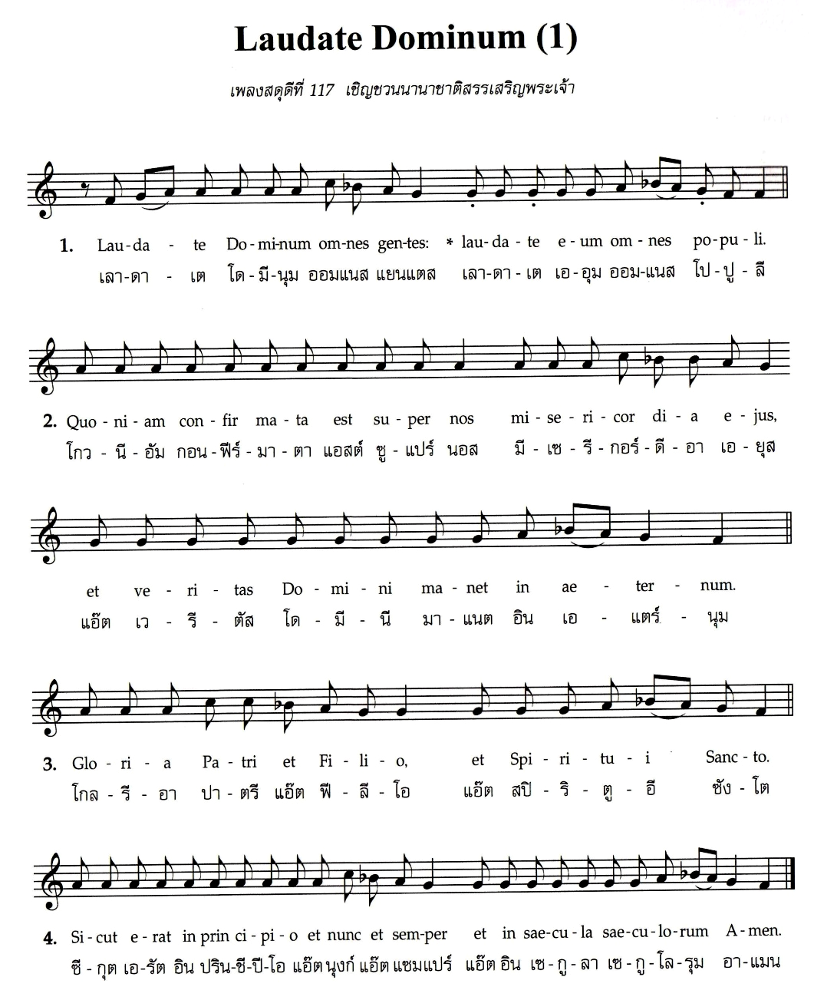 Laudate Dominum (1)
เพลงสดุดีที่ 117 เชิญชวนนานาชาติสรรเสริญพระเจ้า
1. Lau-da - te Do-mi-num om-nes gen-tes: * lau-da - te e-um om-nes po-pu-li.
เลา-ดา - เต โด-มี-นุม ออมแนส แยนแตส เลา-ดา-เต เอ-อุม ออม-แนส โป-ปู-ลี
2. Quo-ni-am con-fir ma-ta est su-per nos mi-se-ri-cor di-a e-jus,
โกว - นี - อัม กอน-ฟีร์-มา-ตา แอสต์ ซู-แปร์ นอส มี - เซ - รี - กอร์ - ดี - อา เอ - ยุส
et ve - ri - tas Do - mi - ni ma - net in ae - ter - num.
แอ๊ต เว - รี - ตัส โด - มี - นี มา - แนต อิน เอ - แตร์ - นุม
3. Glo - ri - a Pa - tri et Fi - li - o, et Spi - ri - tu - i Sanc - to.
โกล - รี - อา ปา - ตรี แอ๊ต ฟี - ลี - โอ แอ๊ต สปิ - ริ - ตู - อี ซัง - โต
4. Si-cut e-rat in prin ci-pi-o et nunc et sem-per et in sae-cu-la sae-cu-lo-rum A-men.
ซี-กุต เอ-รัต อิน ปริน-ชี-ปี-โอ แอ๊ต นุงก์ แอ๊ต แซมแปร์ แอ๊ต อิน เซ-กู-ลา เซ-กู-โล-รุม อา-แมน